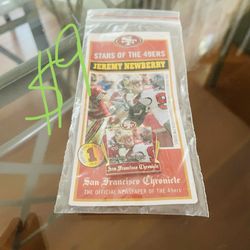 $9
SF
STARS OF THE 49ERS
JEREMY NEWBERRY
1
San Francisco Chronicle
San Francisco Chronicle
THE OFFICIAL NEWSPAPER OF THE 49ers